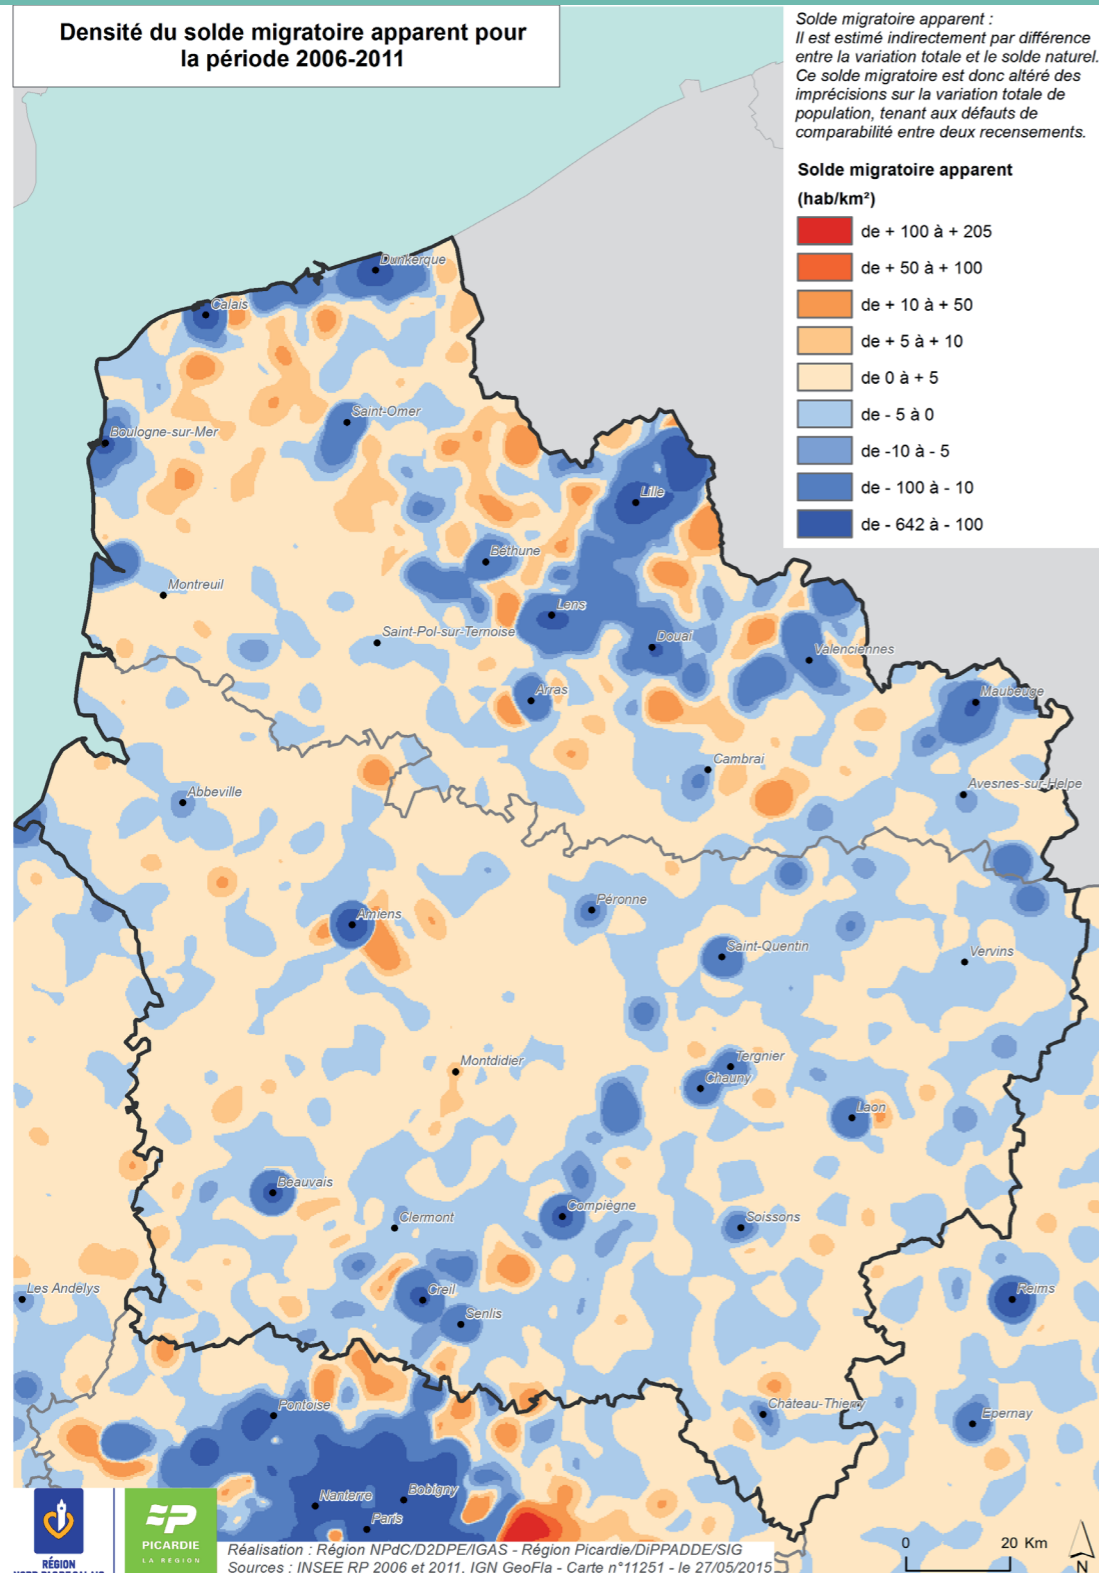 Densité du solde migratoire apparent pour
la période 2006-2011
Solde migratoire apparent :
Il est estimé indirectement par différence
entre la variation totale et le solde naturel.
Ce solde migratoire est donc altéré des
imprécisions sur la variation totale de
population, tenant aux défauts de
comparabilité entre deux recensements.
Solde migratoire apparent
(hab/km²)
de + 100 à + 205
de + 50 à + 100
de + 10 à + 50
de + 5 à + 10
de 0 à + 5
de - 5 à 0
de -10 à - 5
de - 100 à - 10
de - 642 à - 100
Dunkerque
Calais
Saint-Omer
Boulogne-sur-Mer
Lille
Béthune
Montreuil
Lens
Saint-Pol-sur-Ternoise
Douai
Valenciennes
Arras
Maubeuge
Cambrai
Abbeville
Avesnes-sur-Helpe
Péronne
Amiens
Saint-Quentin
Vervins
Montdidier
Tergnier
Chauny
Laon
Beauvais
Compiègne
Clermont
Soissons
Les Andelys
Creil
Reims
Senlis
Pontoise
Château-Thierry
Epernay
Nanterre
Bobigny
Paris
RÉGION
PICARDIE
LA RÉGION
Réalisation : Région NPdC/D2DPE/IGAS - Région Picardie/DiPPADDE/SIG
Sources : INSEE RP 2006 et 2011. IGN GeoFla - Carte n°11251 - le 27/05/2015
0 20 Km
N